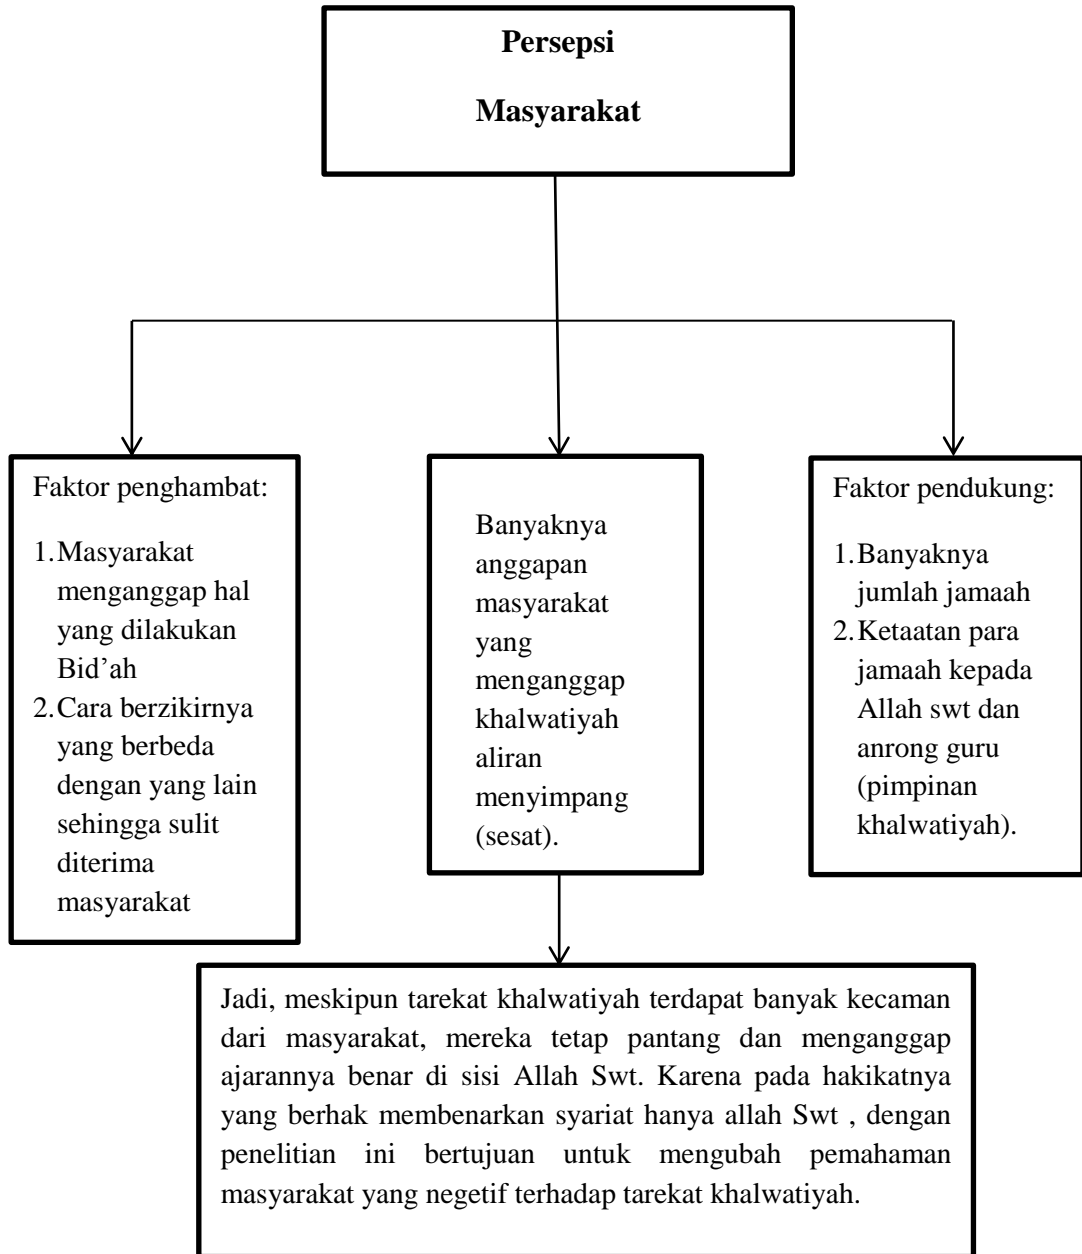 Persepsi
Masyarakat
Faktor penghambat:
1. Masyarakat
menganggap hal
yang dilakukan
Bid’ah
2. Cara berzikirnya
yang berbeda
dengan yang lain
sehingga sulit
diterima
masyarakat
Banyaknya
anggapan
masyarakat
yang
menganggap
khalwatiyah
aliran
menyimpang
(sesat).
Faktor pendukung:
1. Banyaknya
jumlah jamaah
2. Ketaatan para
jamaah kepada
Allah swt dan
anrong guru
(pimpinan
khalwatiyah).
Jadi, meskipun tarekat khalwatiyah terdapat banyak kecaman
dari masyarakat, mereka tetap pantang dan menganggap
ajarannya benar di sisi Allah Swt. Karena pada hakikatnya
yang berhak membenarkan syariat hanya allah Swt , dengan
penelitian ini bertujuan untuk mengubah pemahaman
masyarakat yang negetif terhadap tarekat khalwatiyah.